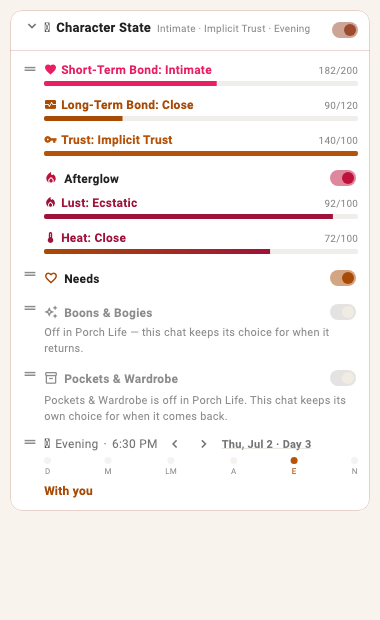 Character State Intimate · Implicit Trust · Evening
Short-Term Bond: Intimate 182/200
Long-Term Bond: Close 90/120
Trust: Implicit Trust 140/100
Afterglow
Lust: Ecstatic 92/100
Heat: Close 72/100
Needs
Boons & Bogies
Off in Porch Life — this chat keeps its choice for when it
returns.
Pockets & Wardrobe
Pockets & Wardrobe is off in Porch Life. This chat keeps its
own choice for when it comes back.
Evening · 6:30 PM Thu, Jul 2 · Day 3
D M LM A E N
With you